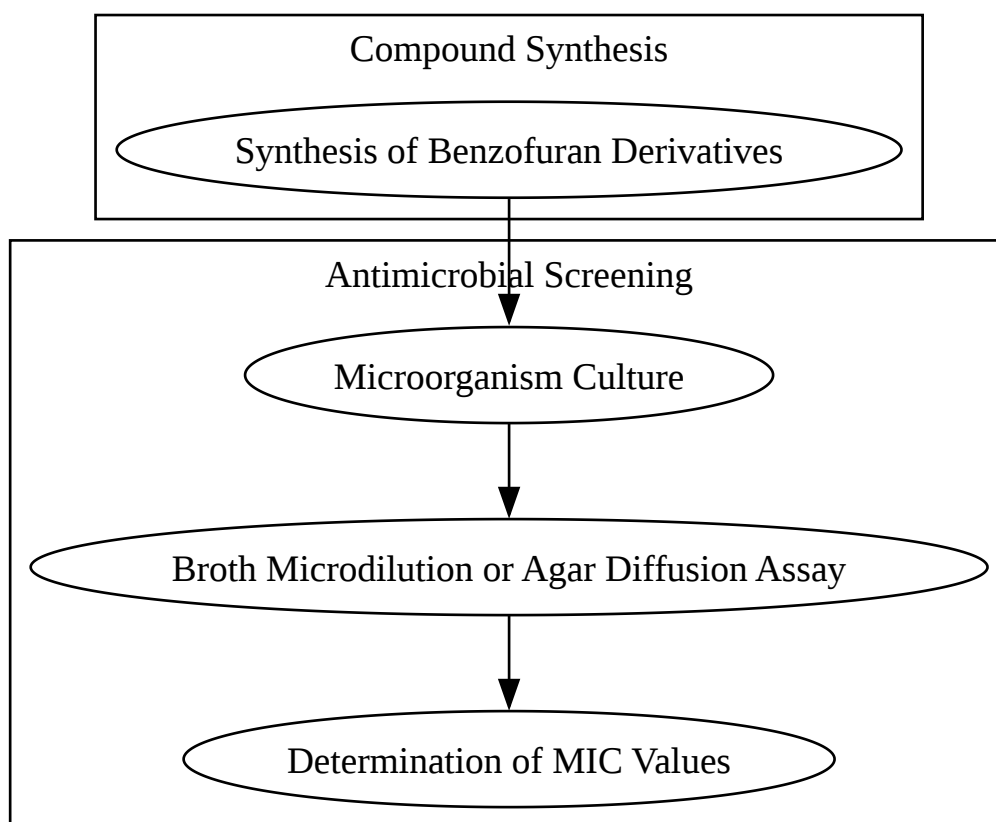 Compound Synthesis
Synthesis of Benzofuran Derivatives
Antimicrobial Screening
Microorganism Culture
Broth Microdilution or Agar Diffusion Assay
Determination of MIC Values